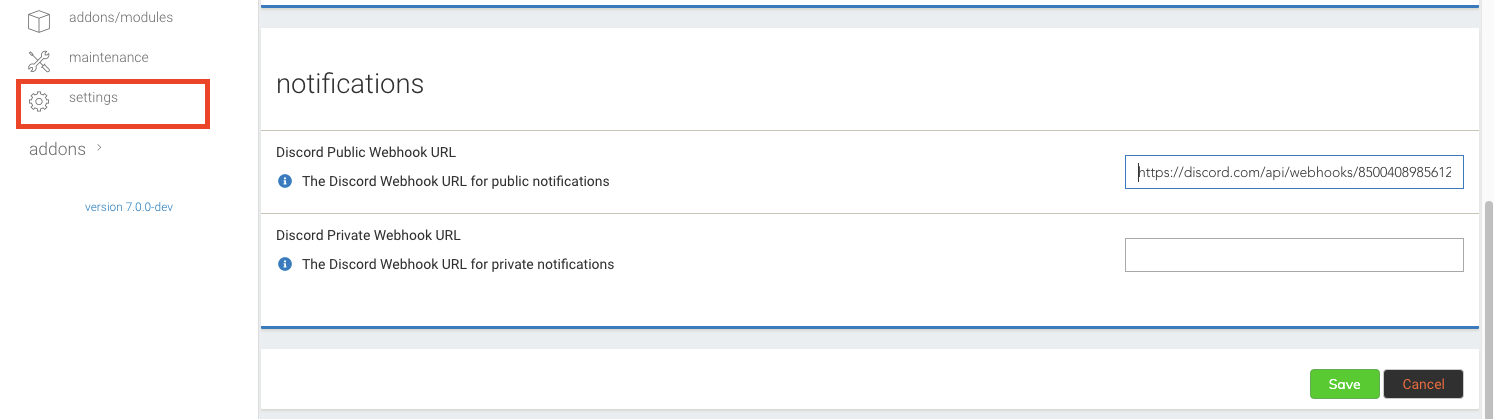 addons/modules
maintenance
settings
addons
version 7.0.0-dev
notifications
Discord Public Webhook URL
The Discord Webhook URL for public notifications
https://discord.com/api/webhooks/8500408985612
Discord Private Webhook URL
The Discord Webhook URL for private notifications
Save
Cancel